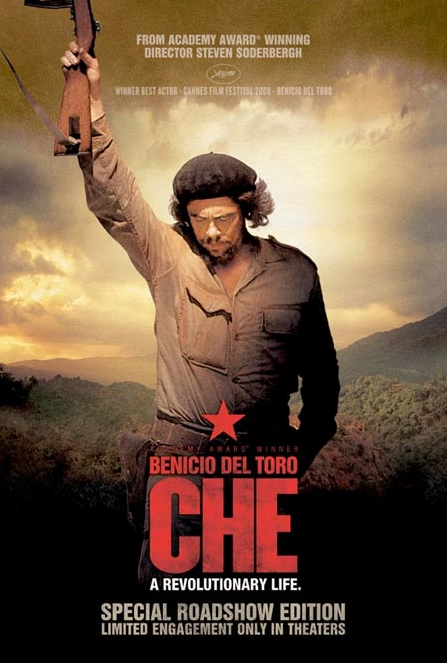 FROM ACADEMY AWARD® WINNING
DIRECTOR STEVEN SODERBERGH
WINNER BEST ACTOR - CANNES FILM FESTIVAL 2008 - BENICIO DEL TORO
ACADEMY AWARD® WINNER
BENICIO DEL TORO
CHE
A REVOLUTIONARY LIFE.
SPECIAL ROADSHOW EDITION
LIMITED ENGAGEMENT ONLY IN THEATERS